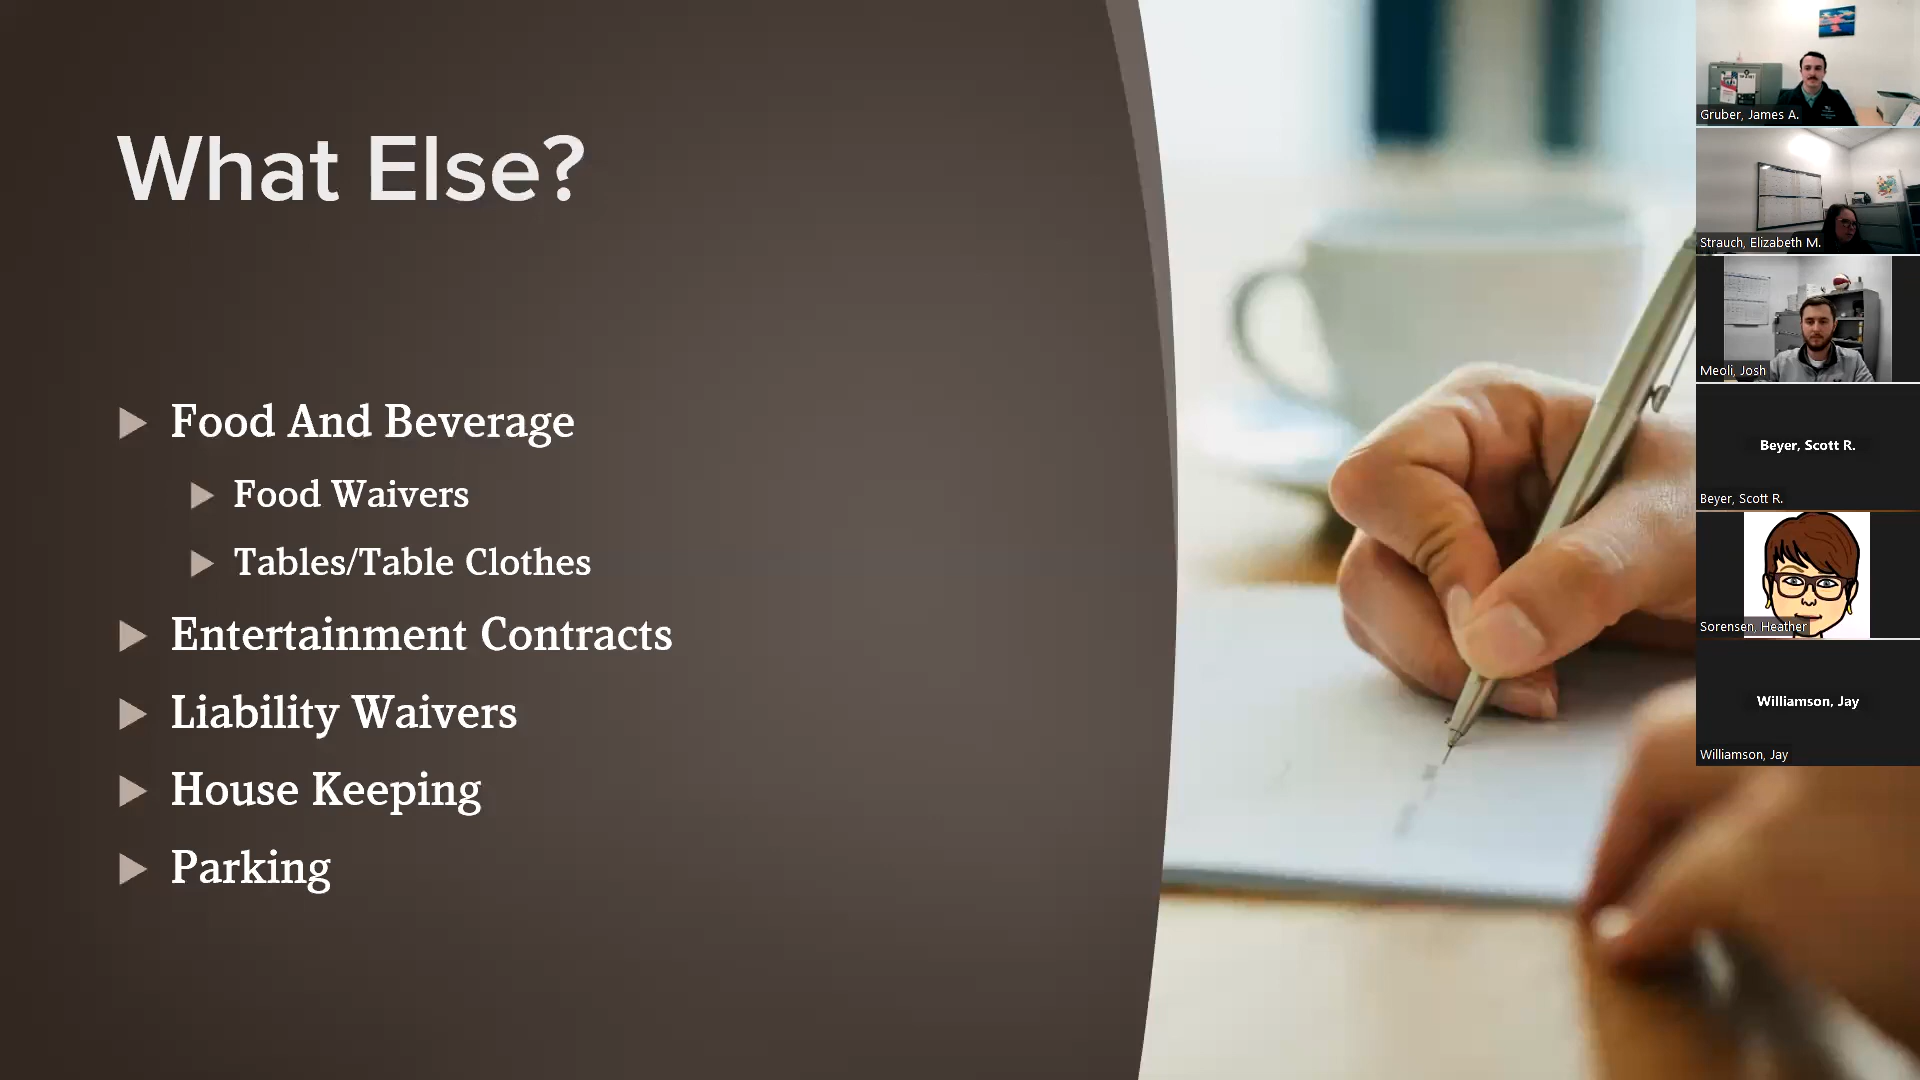 What Else?
Food And Beverage
Food Waivers
Tables/Table Clothes
Entertainment Contracts
Liability Waivers
House Keeping
Parking
Gruber, James A.
Strauch, Elizabeth M.
Meoli, Josh
Beyer, Scott R.
Beyer, Scott R.
Sorensen, Heather
Williamson, Jay
Williamson, Jay